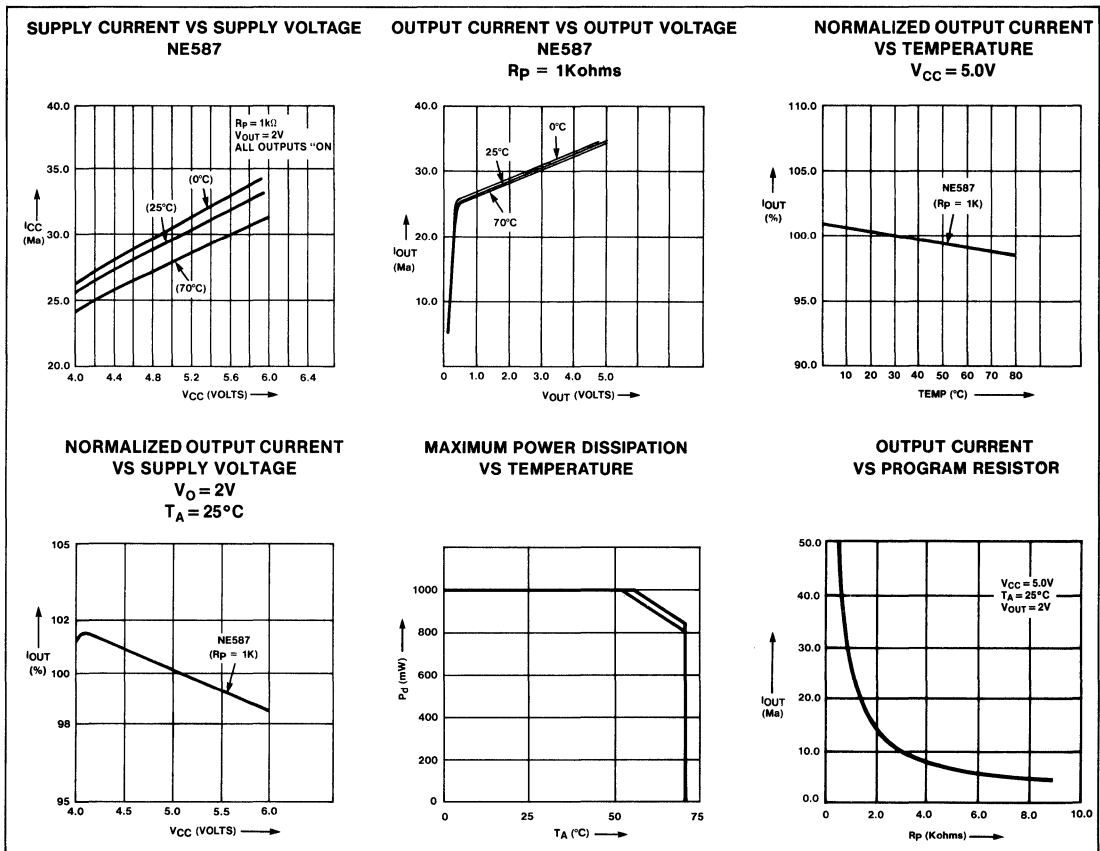 SUPPLY CURRENT VS SUPPLY VOLTAGE
NE587
40.0
35.0
30.0
25.0
20.0
ICC
(Ma)
RP = 1kΩ
VOUT = 2V
ALL OUTPUTS "ON
(0°C)
(25°C)
(70°C)
4.0 4.4 4.8 5.2 5.6 6.0 6.4
VCC (VOLTS)
OUTPUT CURRENT VS OUTPUT VOLTAGE
NE587
RP = 1Kohms
40.0
30.0
20.0
10.0
IOUT
(Ma)
0°C
25°C
70°C
0 1.0 2.0 3.0 4.0 5.0
VOUT (VOLTS)
NORMALIZED OUTPUT CURRENT
VS TEMPERATURE
VCC = 5.0V
110.0
105.0
100.0
95.0
90.0
IOUT
(%)
NE587
(Rp = 1K)
10 20 30 40 50 60 70 80
TEMP (°C)
NORMALIZED OUTPUT CURRENT
VS SUPPLY VOLTAGE
VO = 2V
TA = 25°C
105
102
100
98
95
IOUT
(%)
NE587
(Rp = 1K)
4.0 4.5 5.0 5.5 6.0
VCC (VOLTS)
MAXIMUM POWER DISSIPATION
VS TEMPERATURE
1000
800
600
400
200
0
Pd (mW)
0 25 50 75
TA (°C)
OUTPUT CURRENT
VS PROGRAM RESISTOR
50.0
40.0
30.0
20.0
10.0
0.0
IOUT
(Ma)
VCC = 5.0V
TA = 25°C
VOUT = 2V
0 2.0 4.0 6.0 8.0 10.0
Rp (Kohms)